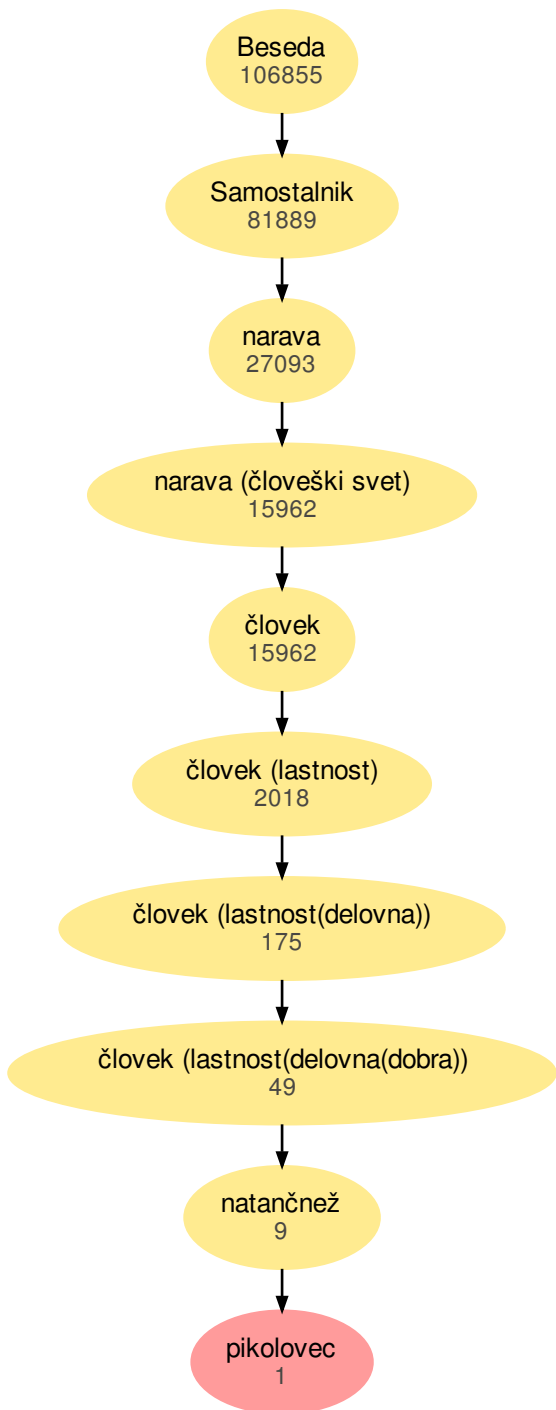 Beseda
106855
Samostalnik
81889
narava
27093
narava (človeški svet)
15962
človek
15962
človek (lastnost)
2018
človek (lastnost(delovna))
175
človek (lastnost(delovna(dobra))
49
natančnež
9
pikolovec
1